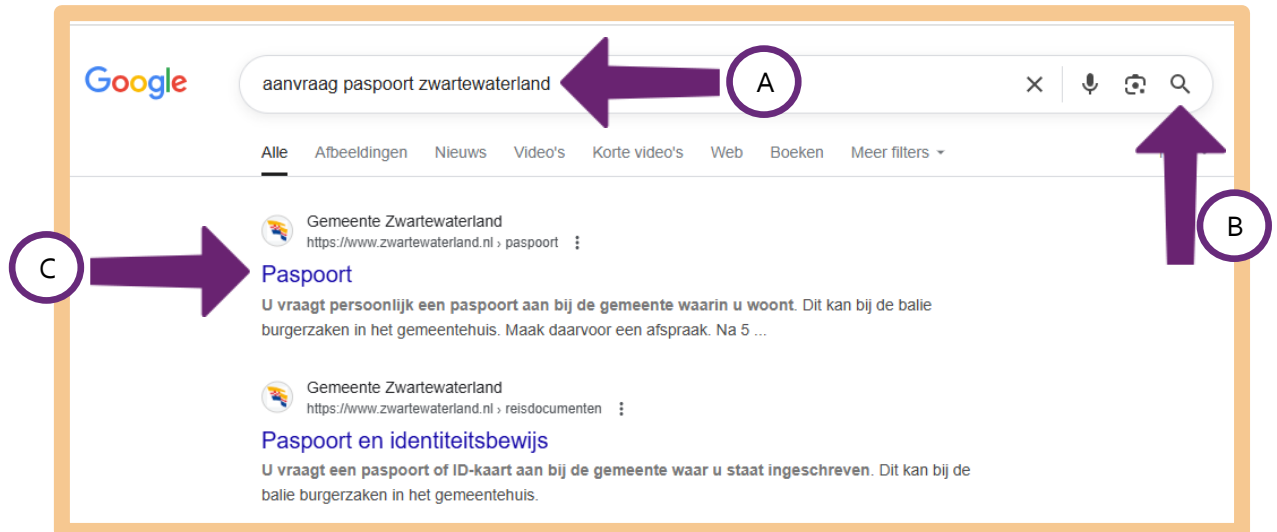 Google
aanvraag paspoort zwartewaterland
A
Alle Afbeeldingen Nieuws Video's Korte video's Web Boeken Meer filters
B
Gemeente Zwartewaterland
https://www.zwartewaterland.nl › paspoort
C
Paspoort
U vraagt persoonlijk een paspoort aan bij de gemeente waarin u woont. Dit kan bij de balie
burgerzaken in het gemeentehuis. Maak daarvoor een afspraak. Na 5 ...
Gemeente Zwartewaterland
https://www.zwartewaterland.nl › reisdocumenten
Paspoort en identiteitsbewijs
U vraagt een paspoort of ID-kaart aan bij de gemeente waar u staat ingeschreven. Dit kan bij de
balie burgerzaken in het gemeentehuis.